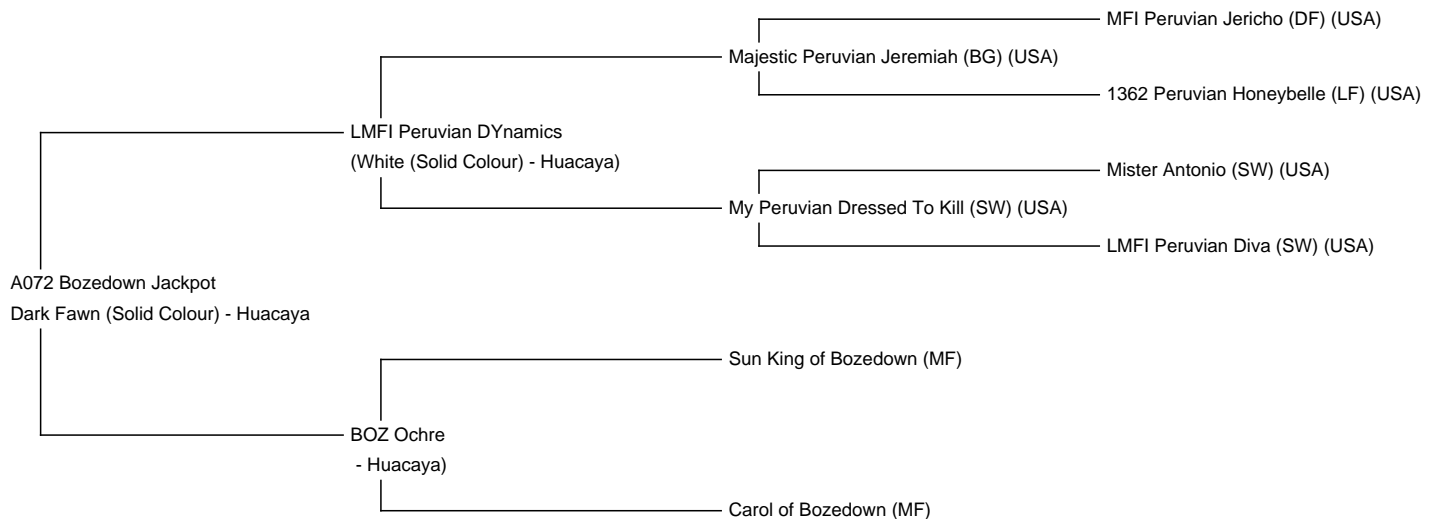 MFI Peruvian Jericho (DF) (USA)
Majestic Peruvian Jeremiah (BG) (USA)
1362 Peruvian Honeybelle (LF) (USA)
LMFI Peruvian DYnamics
(White (Solid Colour) - Huacaya)
Mister Antonio (SW) (USA)
My Peruvian Dressed To Kill (SW) (USA)
LMFI Peruvian Diva (SW) (USA)
A072 Bozedown Jackpot
Dark Fawn (Solid Colour) - Huacaya
Sun King of Bozedown (MF)
BOZ Ochre
- Huacaya)
Carol of Bozedown (MF)